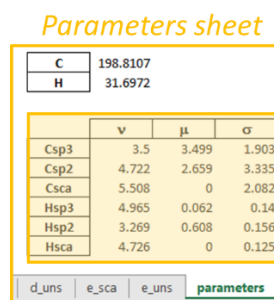 Parameters sheet
C 198.8107
H 31.6972
ν μ σ
Csp3 3.5 3.499 1.903
Csp2 4.722 2.659 3.335
Csca 5.508 0 2.082
Hsp3 4.965 0.062 0.14
Hsp2 3.269 0.608 0.156
Hsca 4.726 0 0.125
d_uns e_sca e_uns parameters